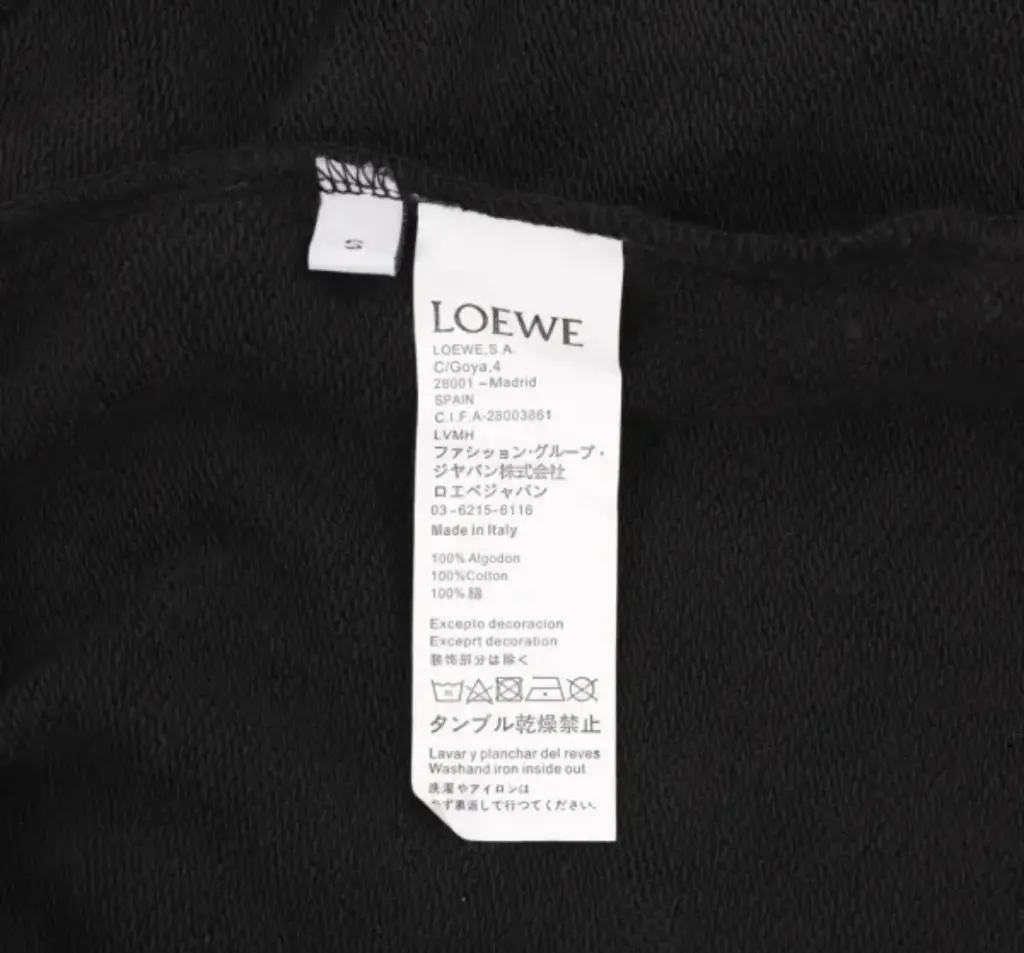 S
LOEWE
LOEWE,S.A.
C/Goya,4
28001 –Madrid
SPAIN
C.I.F.A-28003861
LVMH
ファッション·グループ·
ジヤパン株式会社
ロエベジャパン
03-6215-6116
Made in Italy
100% Algodon
100%Cotton
100% 綿
Excepto decoracion
Exceprt decoration
装饰部分は除く
タンブル乾燥禁止
Lavar y planchar del reves
Washand iron inside out
洗濯やアイロンは
ず裏返して行つてください.